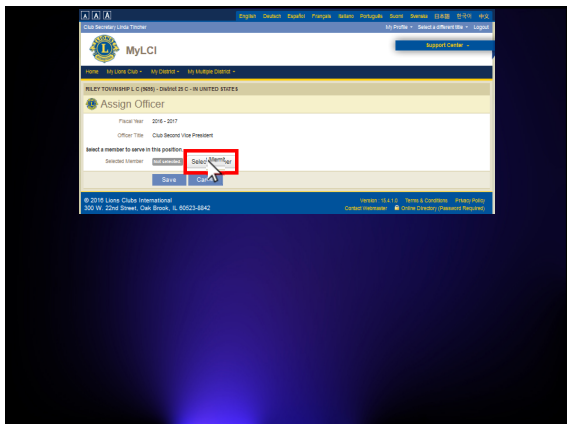 A A A English Deutsch Español Français Italiano Português Suomi Svenska 日本語 한국어 中文
Club Secretary Linda Tincher My Profile Select a different title Logout
MyLCI
Support Center
Home My Lions Club My District My Multiple District
RILEY TOWNSHIP L C (9495) - District 25 C - IN UNITED STATES
Assign Officer
Fiscal Year 2016 - 2017
Officer Title Club Second Vice President
Select a member to serve in this position
Selected Member Not selected
Save
© 2016 Lions Clubs International Version : 15.4.1.0 Terms & Conditions Privacy Policy
300 W. 22nd Street, Oak Brook, IL 60523-8842 Contact Webmaster Online Directory (Password Required)